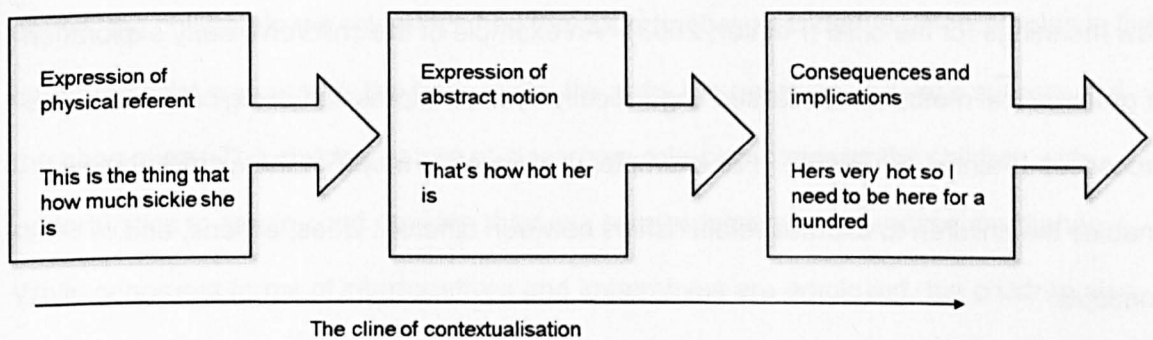 Expression of
physical referent
This is the thing that
how much sickie she
is
Expression of
abstract notion
That's how hot her
is
Consequences and
implications
Hers very hot so I
need to be here for a
hundred
The cline of contextualisation